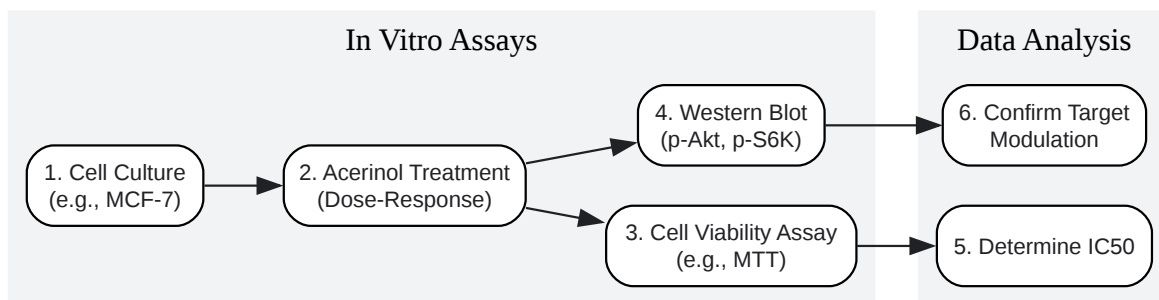 In Vitro Assays
Data Analysis
1. Cell Culture
(e.g., MCF-7)
2. Acerinol Treatment
(Dose-Response)
4. Western Blot
(p-Akt, p-S6K)
3. Cell Viability Assay
(e.g., MTT)
6. Confirm Target
Modulation
5. Determine IC50